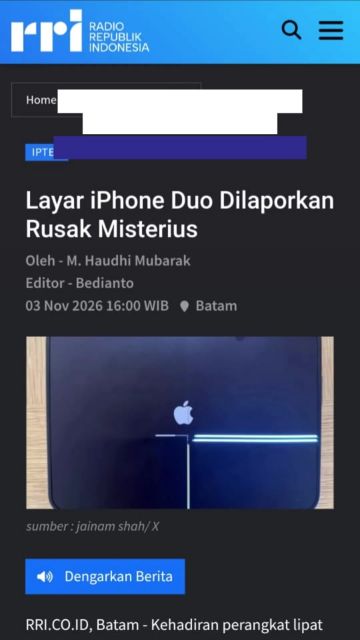 rri RADIO
REPUBLIK
INDONESIA
Home
IPTE
Layar iPhone Duo Dilaporkan
Rusak Misterius
Oleh - M. Haudhi Mubarak
Editor - Bedianto
03 Nov 2026 16:00 WIB Batam
sumber : jainam shah/ X
Dengarkan Berita
RRI.CO.ID, Batam - Kehadiran perangkat lipat